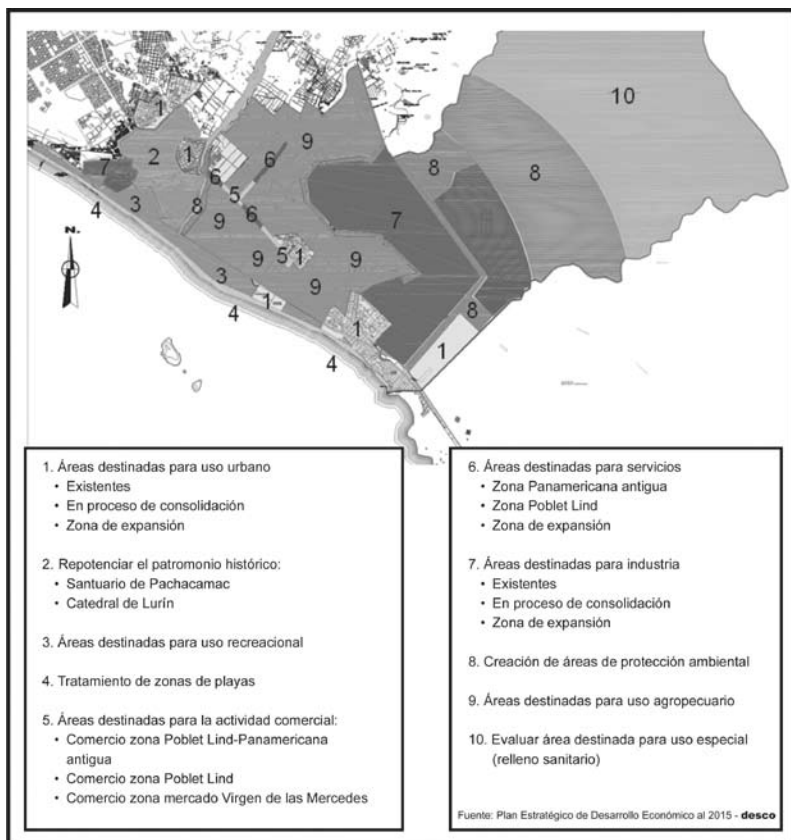 10
1
9
2
1
6
8
8
7
6
5
4
3
8
9
6
7
N.
9
5
1
9
3
9
4
1
1
8
4
1
1. Áreas destinadas para uso urbano
• Existentes
• En proceso de consolidación
• Zona de expansión
2. Repotenciar el patromonio histórico:
• Santuario de Pachacamac
• Catedral de Lurín
3. Áreas destinadas para uso recreacional
4. Tratamiento de zonas de playas
5. Áreas destinadas para la actividad comercial:
• Comercio zona Poblet Lind-Panamericana
antigua
• Comercio zona Poblet Lind
• Comercio zona mercado Virgen de las Mercedes
6. Áreas destinadas para servicios
• Zona Panamericana antigua
• Zona Poblet Lind
• Zona de expansión
7. Áreas destinadas para industria
• Existentes
• En proceso de consolidación
• Zona de expansión
8. Creación de áreas de protección ambiental
9. Áreas destinadas para uso agropecuario
10. Evaluar área destinada para uso especial
(relleno sanitario)
Fuente: Plan Estratégico de Desarrollo Económico al 2015 - desco